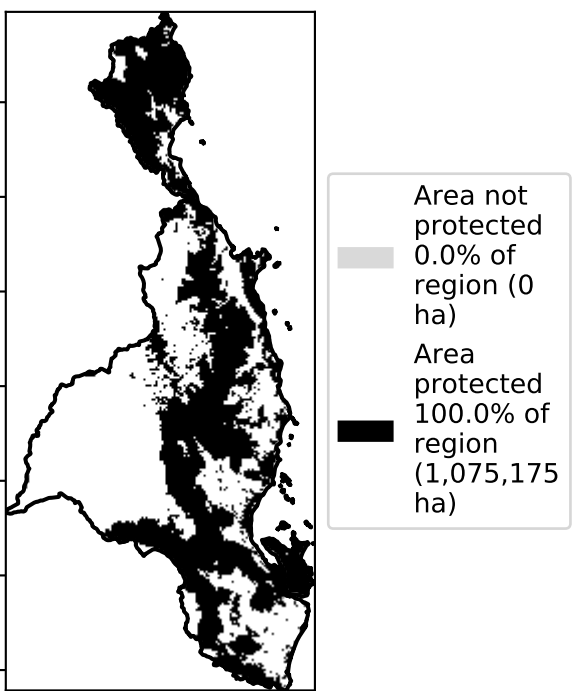 Area not
protected
0.0% of
region (0
ha)
Area
protected
100.0% of
region
(1,075,175
ha)